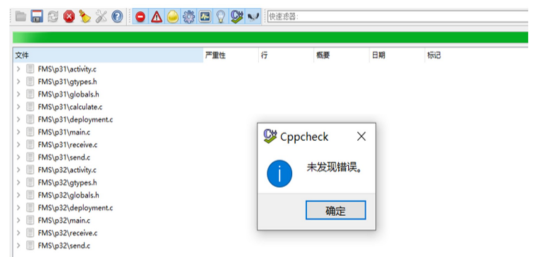 快速滤器:
文件 严重性 行 概要 日期 标记
FMS\p31\activity.c
FMS\p31\gtypes.h
FMS\p31\globals.h
FMS\p31\calculate.c
FMS\p31\deployment.c
FMS\p31\main.c
FMS\p31\receive.c
FMS\p31\send.c
FMS\p32\activity.c
FMS\p32\gtypes.h
FMS\p32\globals.h
FMS\p32\deployment.c
FMS\p32\main.c
FMS\p32\receive.c
FMS\p32\send.c
Cppcheck
未发现错误。
确定